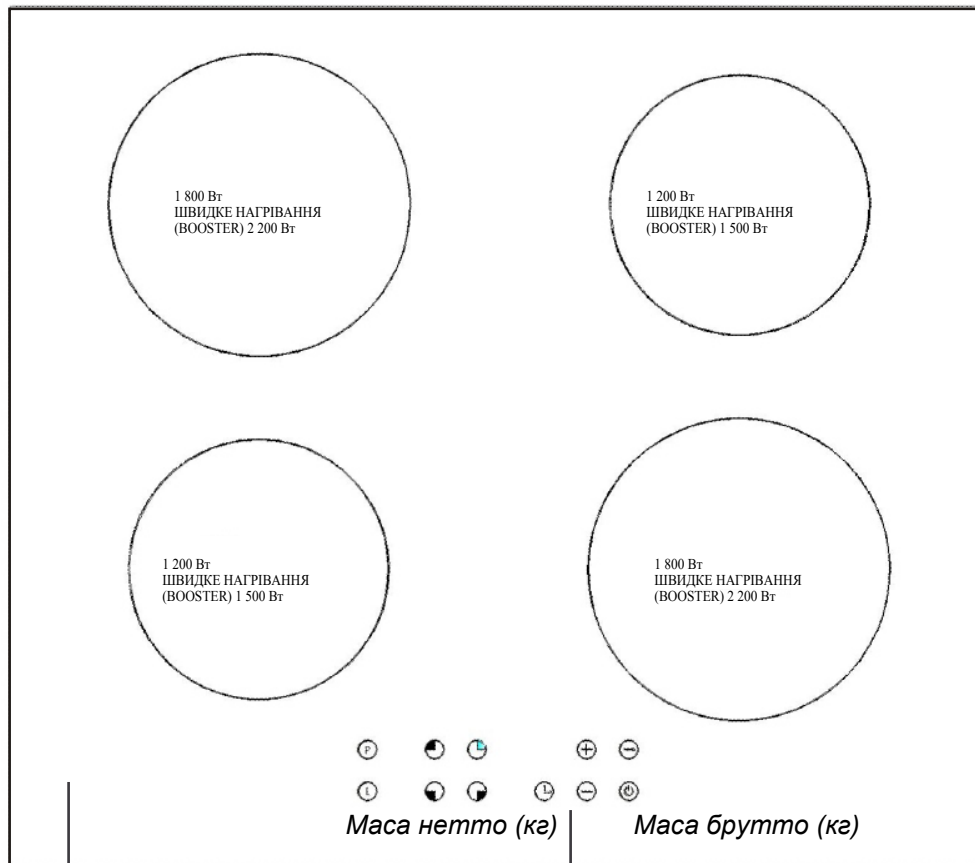 1 800 Вт
ШВИДКЕ НАГРІВАННЯ
(BOOSTER) 2 200 Вт
1 200 Вт
ШВИДКЕ НАГРІВАННЯ
(BOOSTER) 1 500 Вт
1 200 Вт
ШВИДКЕ НАГРІВАННЯ
(BOOSTER) 1 500 Вт
1 800 Вт
ШВИДКЕ НАГРІВАННЯ
(BOOSTER) 2 200 Вт
P
Маса нетто (кг)
Маса брутто (кг)